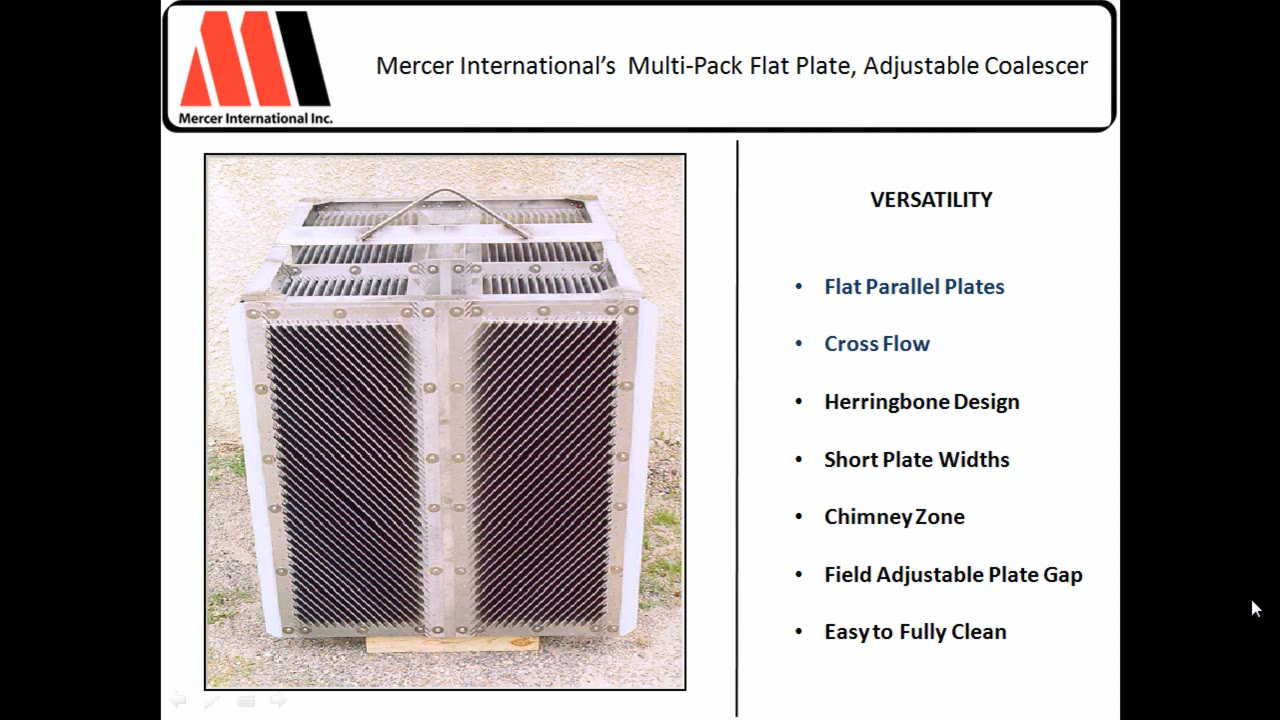 Mercer International Inc.
Mercer International's  Multi-Pack Flat Plate, Adjustable Coalescer
VERSATILITY
• Flat Parallel Plates
• Cross Flow
• Herringbone Design
• Short Plate Widths
• Chimney Zone
• Field Adjustable Plate Gap
• Easy to Fully Clean